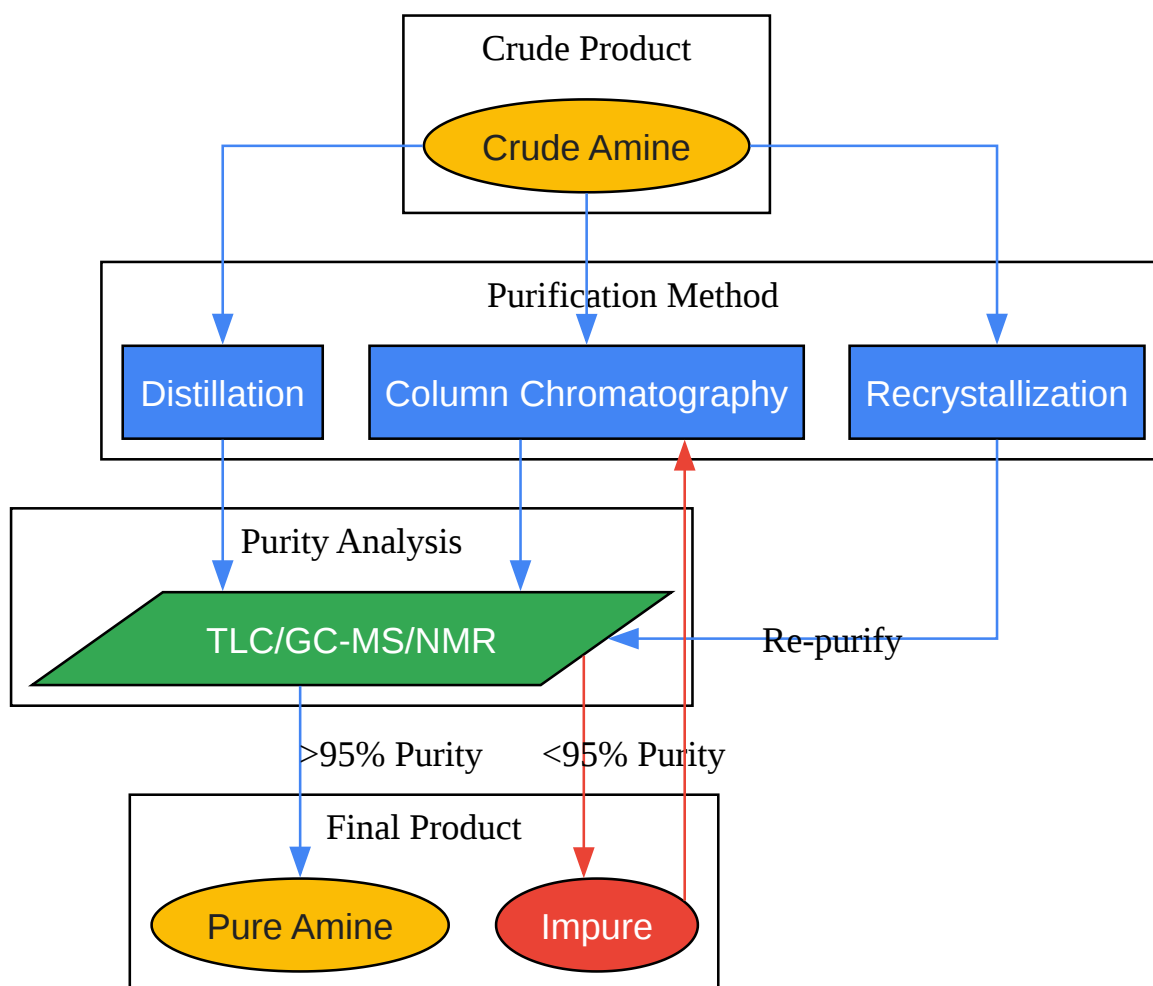 Crude Product
Crude Amine
Purification Method
Distillation
Column Chromatography
Recrystallization
Purity Analysis
TLC/GC-MS/NMR
Re-purify
>95% Purity
<95% Purity
Final Product
Pure Amine
Impure